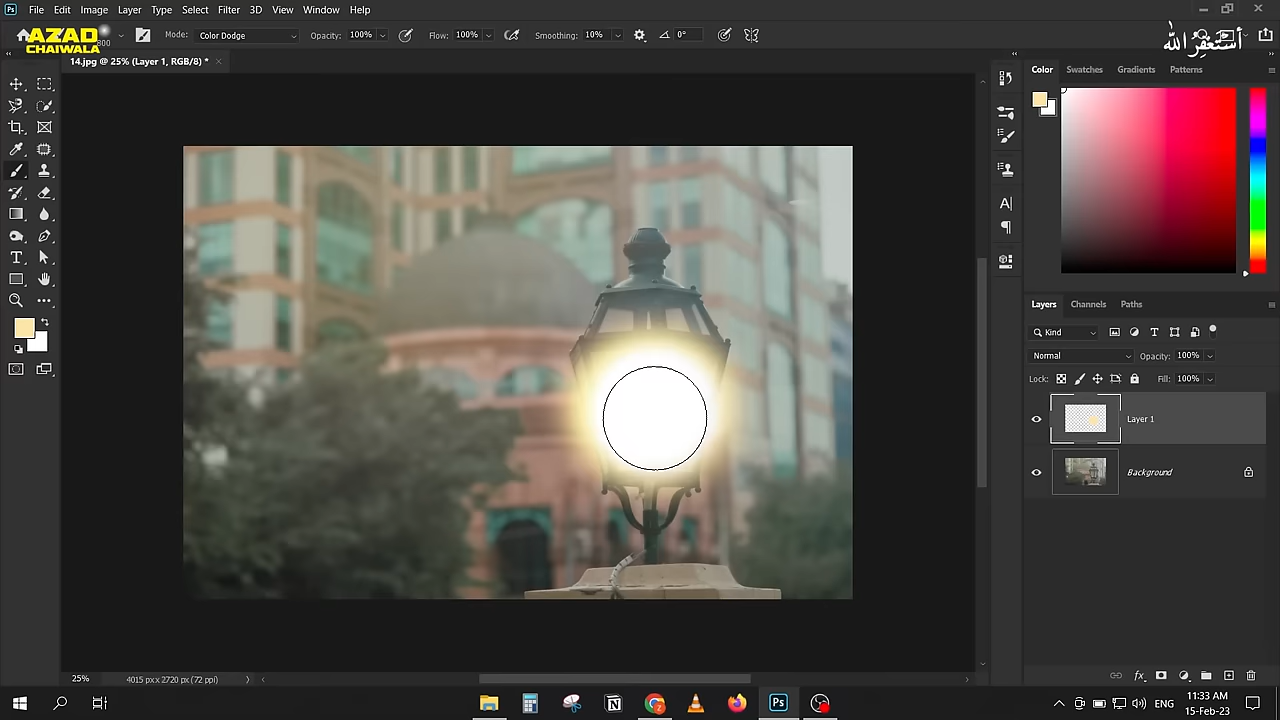 File Edit Image Layer Type Select Filter 3D View Window Help
AZAD
CHAIWALA
800
Mode: Color Dodge Opacity: 100% Flow: 100% Smoothing: 10% 0°
أستغفر الله
14.jpg @ 25% (Layer 1, RGB/8) *
Color Swatches Gradients Patterns
Layers Channels Paths
Kind
Normal Opacity: 100%
Lock: Fill: 100%
Layer 1
Background
25% 4015 px x 2720 px (72 ppi)
ENG
11:33 AM
15-Feb-23